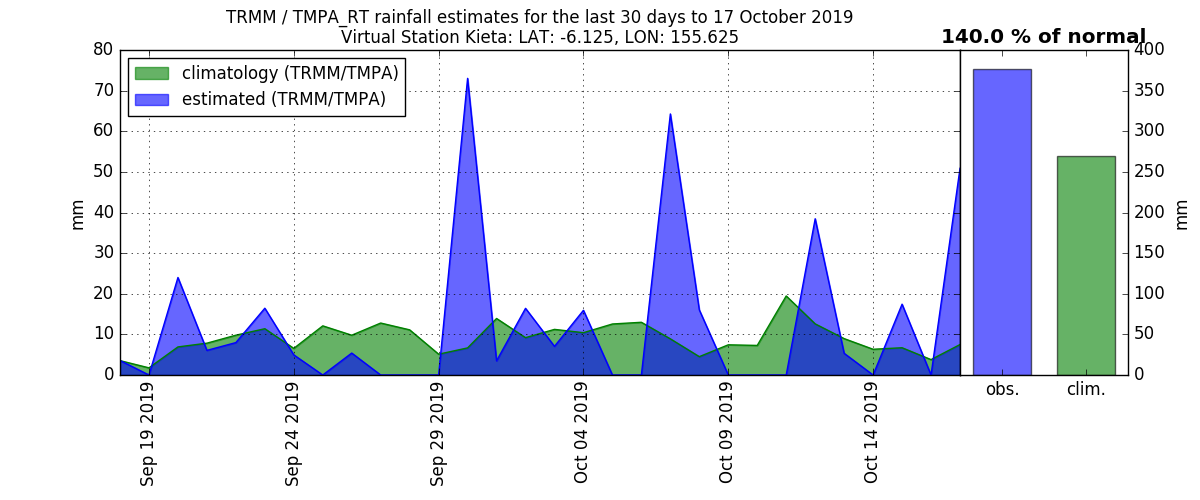 TRMM / TMPA_RT rainfall estimates for the last 30 days to 17 October 2019
Virtual Station Kieta: LAT: -6.125, LON: 155.625
140.0 % of normal
climatology (TRMM/TMPA)
estimated (TRMM/TMPA)
80
70
60
50
40
30
20
10
0
mm
Sep 19 2019
Sep 24 2019
Sep 29 2019
Oct 04 2019
Oct 09 2019
Oct 14 2019
400
350
300
250
200
150
100
50
0
mm
obs.
clim.